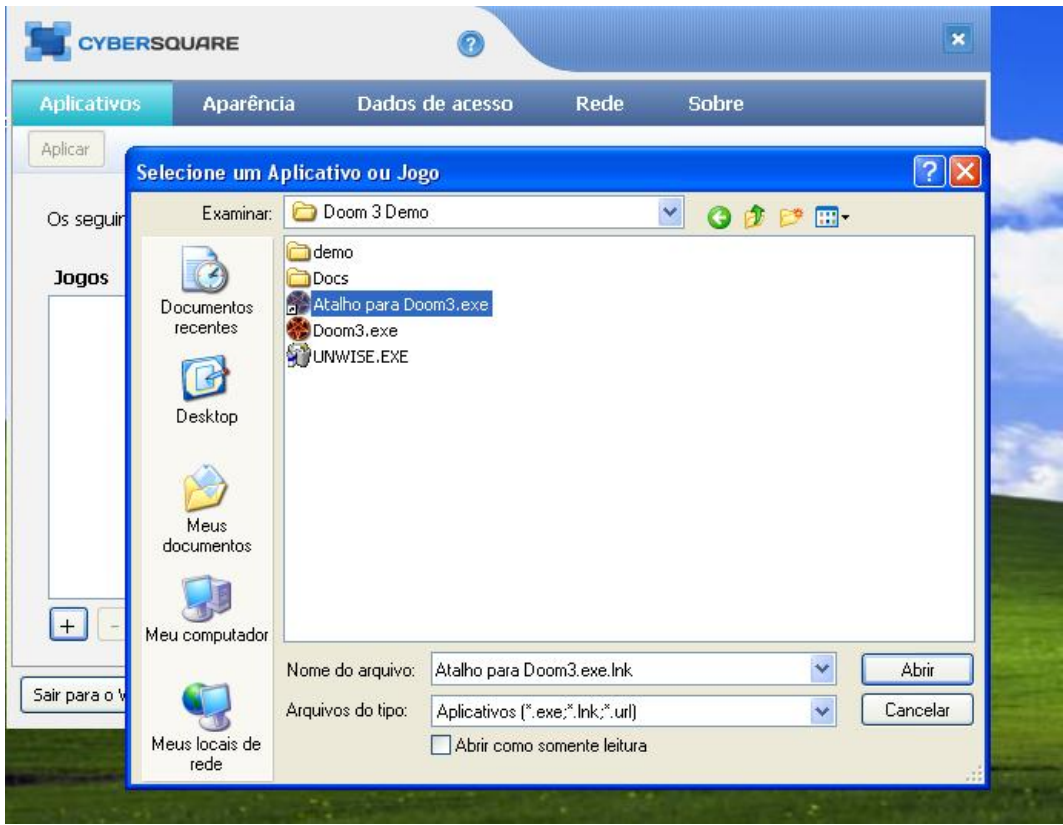 CYBERSQUARE
?
Aplicativos Aparência Dados de acesso Rede Sobre
Aplicar
Selecione um Aplicativo ou Jogo
Os seguir
Examinar: Doom 3 Demo
Jogos
demo
Docs
Atalho para Doom3.exe
Doom3.exe
UNWISE.EXE
Documentos
recentes
Desktop
Meus
documentos
Meu computador
Meus locais de
rede
+ -
Nome do arquivo: Atalho para Doom3.exe.lnk Abrir
Sair para o
Arquivos do tipo: Aplicativos (*.exe;*.lnk;*.url) Cancelar
Abrir como somente leitura